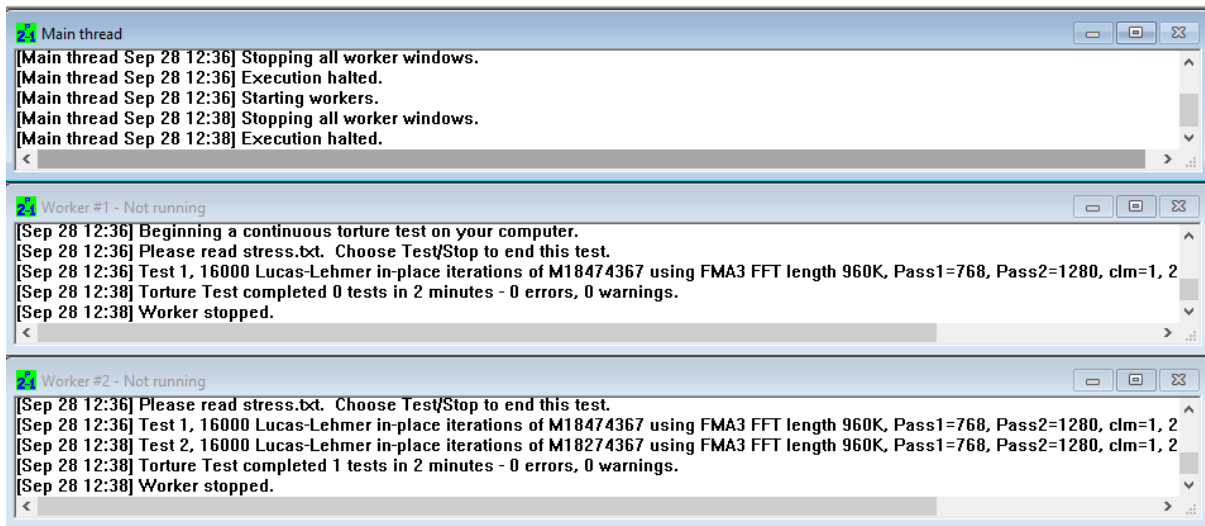 Main thread
[Main thread Sep 28 12:36] Stopping all worker windows.
[Main thread Sep 28 12:36] Execution halted.
[Main thread Sep 28 12:36] Starting workers.
[Main thread Sep 28 12:38] Stopping all worker windows.
[Main thread Sep 28 12:38] Execution halted.
Worker #1 - Not running
[Sep 28 12:36] Beginning a continuous torture test on your computer.
[Sep 28 12:36] Please read stress.txt.  Choose Test/Stop to end this test.
[Sep 28 12:36] Test 1, 16000 Lucas-Lehmer in-place iterations of M18474367 using FMA3 FFT length 960K, Pass1=768, Pass2=1280, clm=1, 2
[Sep 28 12:38] Torture Test completed 0 tests in 2 minutes - 0 errors, 0 warnings.
[Sep 28 12:38] Worker stopped.
Worker #2 - Not running
[Sep 28 12:36] Please read stress.txt.  Choose Test/Stop to end this test.
[Sep 28 12:36] Test 1, 16000 Lucas-Lehmer in-place iterations of M18474367 using FMA3 FFT length 960K, Pass1=768, Pass2=1280, clm=1, 2
[Sep 28 12:38] Test 2, 16000 Lucas-Lehmer in-place iterations of M18274367 using FMA3 FFT length 960K, Pass1=768, Pass2=1280, clm=1, 2
[Sep 28 12:38] Torture Test completed 1 tests in 2 minutes - 0 errors, 0 warnings.
[Sep 28 12:38] Worker stopped.